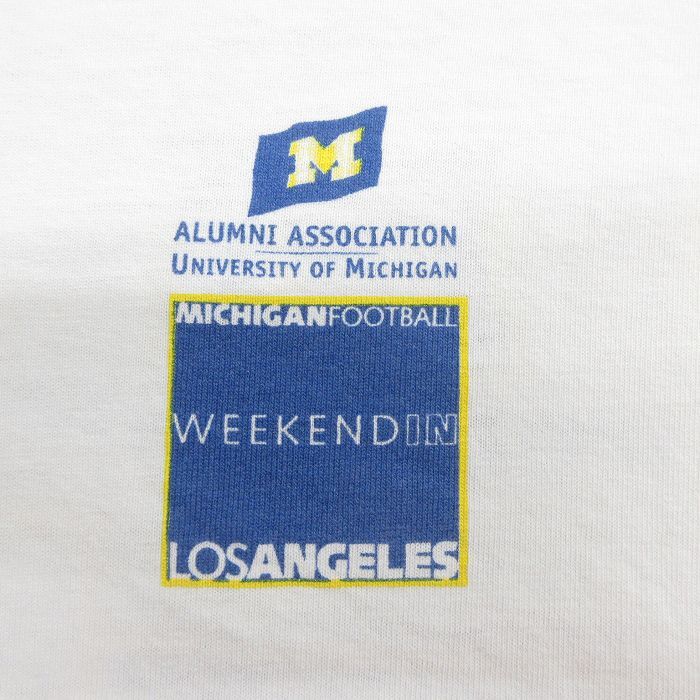 M
ALUMNI ASSOCIATION
UNIVERSITY OF MICHIGAN
MICHIGANFOOTBALL
WEEKENDIN
LOSANGELES